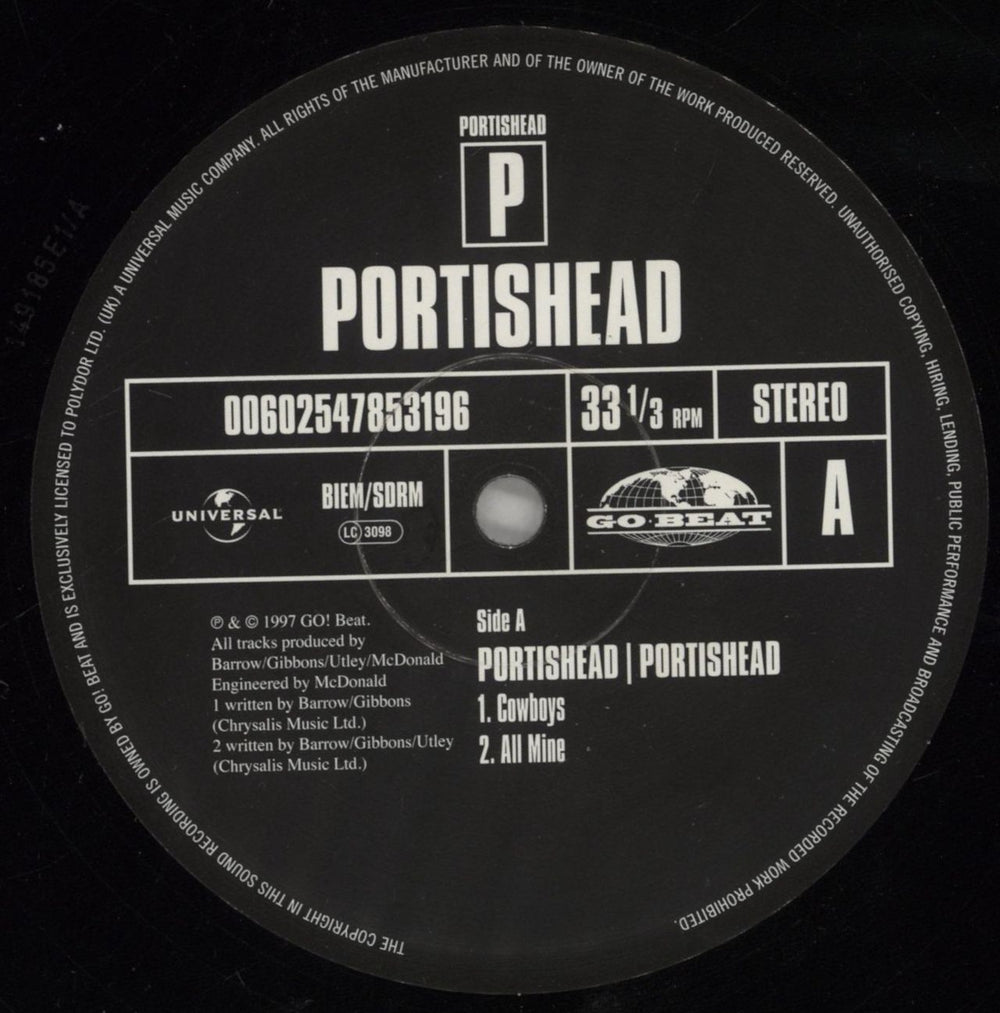 PORTISHEAD
P
PORTISHEAD
00602547853196
33 1/3 RPM
STEREO
UNIVERSAL
BIEM/SDRM
LC 3098
GO·BEAT
A
℗ & © 1997 GO! Beat.
All tracks produced by
Barrow/Gibbons/Utley/McDonald
Engineered by McDonald
1 written by Barrow/Gibbons
(Chrysalis Music Ltd.)
2 written by Barrow/Gibbons/Utley
(Chrysalis Music Ltd.)
Side A
PORTISHEAD | PORTISHEAD
1. Cowboys
2. All Mine
THE COPYRIGHT IN THIS SOUND RECORDING IS OWNED BY GO! BEAT AND IS EXCLUSIVELY LICENSED TO POLYDOR LTD. (UK) A UNIVERSAL MUSIC COMPANY. ALL RIGHTS OF THE MANUFACTURER AND OF THE OWNER OF THE WORK PRODUCED RESERVED. UNAUTHORISED COPYING, HIRING, LENDING, PUBLIC PERFORMANCE AND BROADCASTING OF THE RECORDED WORK PROHIBITED.
149185E1/A